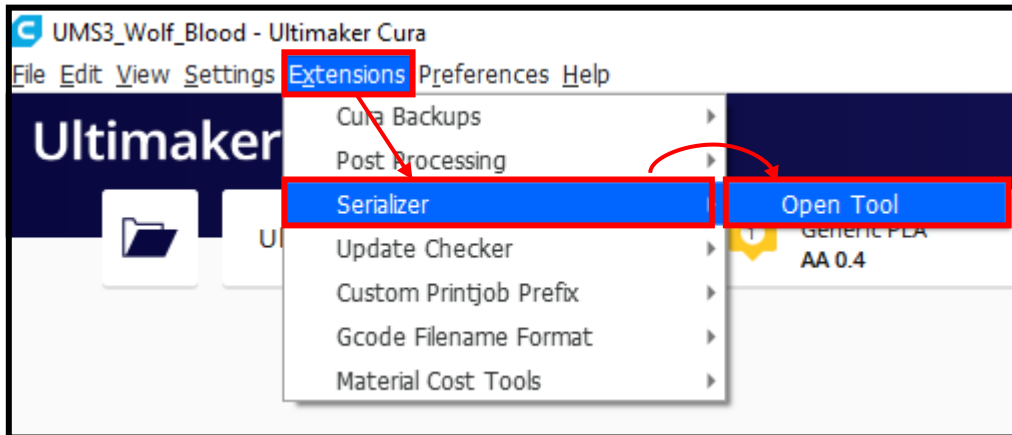 UMS3_Wolf_Blood - Ultimaker Cura
File Edit View Settings Extensions Preferences Help
Ultimaker
Cura Backups
Post Processing
Serializer
Open Tool
Update Checker
Generic PLA
AA 0.4
1
Custom Printjob Prefix
Gcode Filename Format
Material Cost Tools